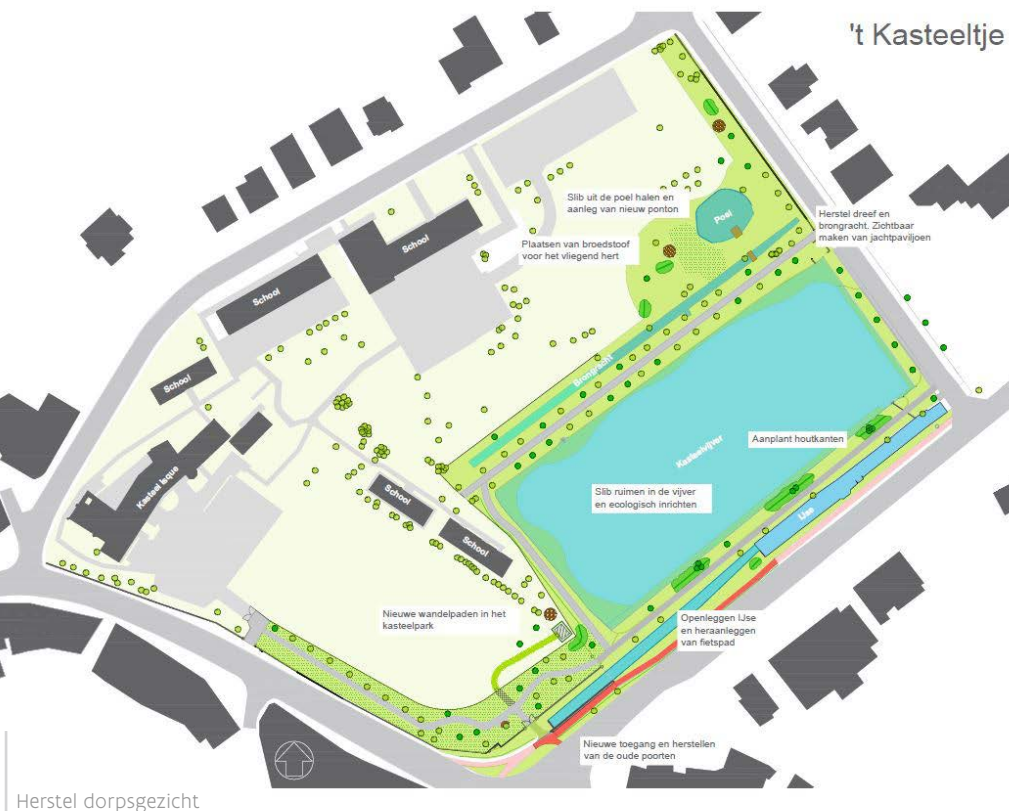 't Kasteeltje
Slib uit de poel halen en
aanleg van nieuw ponton
Poel
Herstel dreef en
brongracht. Zichtbaar
maken van jachtpaviljoen
Plaatsen van broedstoof
voor het vliegend hert
School
School
School
Brongracht
Kasteelvijver
Aanplant houtkanten
Kasteel Isque
Slib ruimen in de vijver
en ecologisch inrichten
IJse
School
School
Nieuwe wandelpaden in het
kasteelpark
Openleggen IJse
en heraanleggen
van fietspad
Nieuwe toegang en herstellen
van de oude poorten
Herstel dorpsgezicht